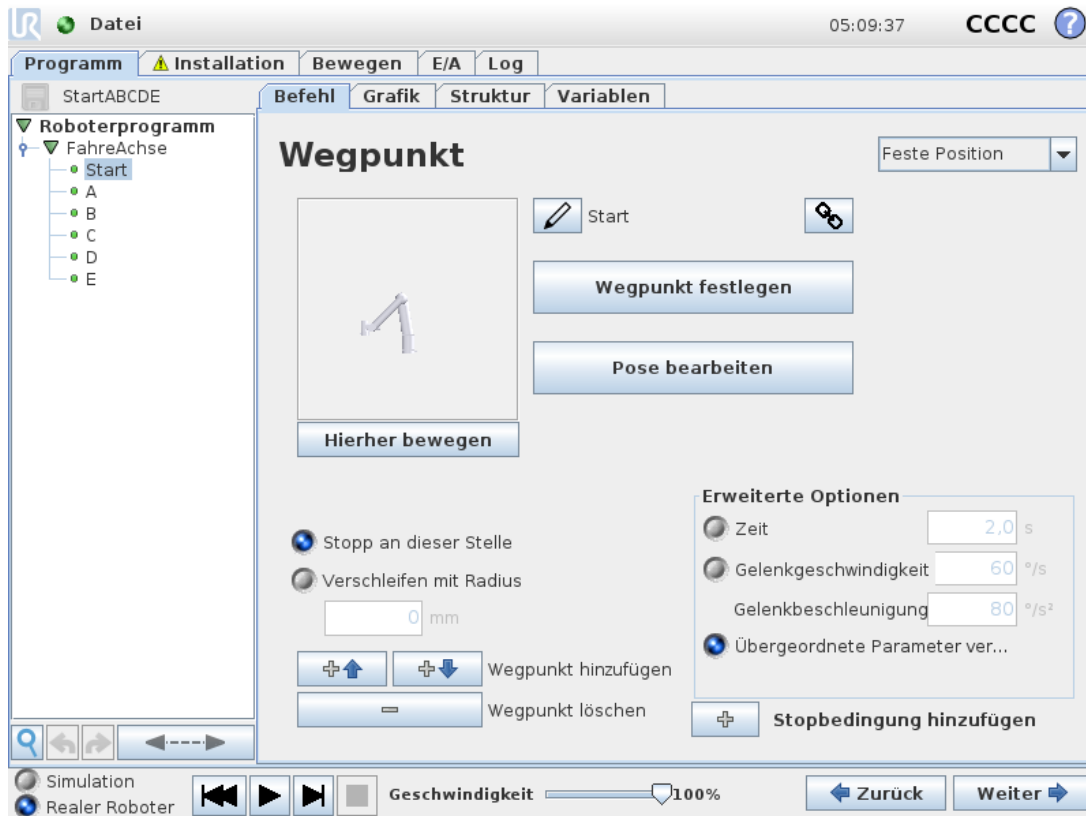 UR Datei 05:09:37 CCCC ?
Programm Installation Bewegen E/A Log
StartABCDE
Befehl Grafik Struktur Variablen
Roboterprogramm
FahreAchse
Start
A
B
C
D
E
Wegpunkt
Feste Position
Start
Wegpunkt festlegen
Pose bearbeiten
Hierher bewegen
Stopp an dieser Stelle
Verschleifen mit Radius
0 mm
Wegpunkt hinzufügen
Wegpunkt löschen
Erweiterte Optionen
Zeit 2,0 s
Gelenkgeschwindigkeit 60 °/s
Gelenkbeschleunigung 80 °/s²
Übergeordnete Parameter ver...
Stopbedingung hinzufügen
Simulation
Realer Roboter
Geschwindigkeit 100%
Zurück
Weiter